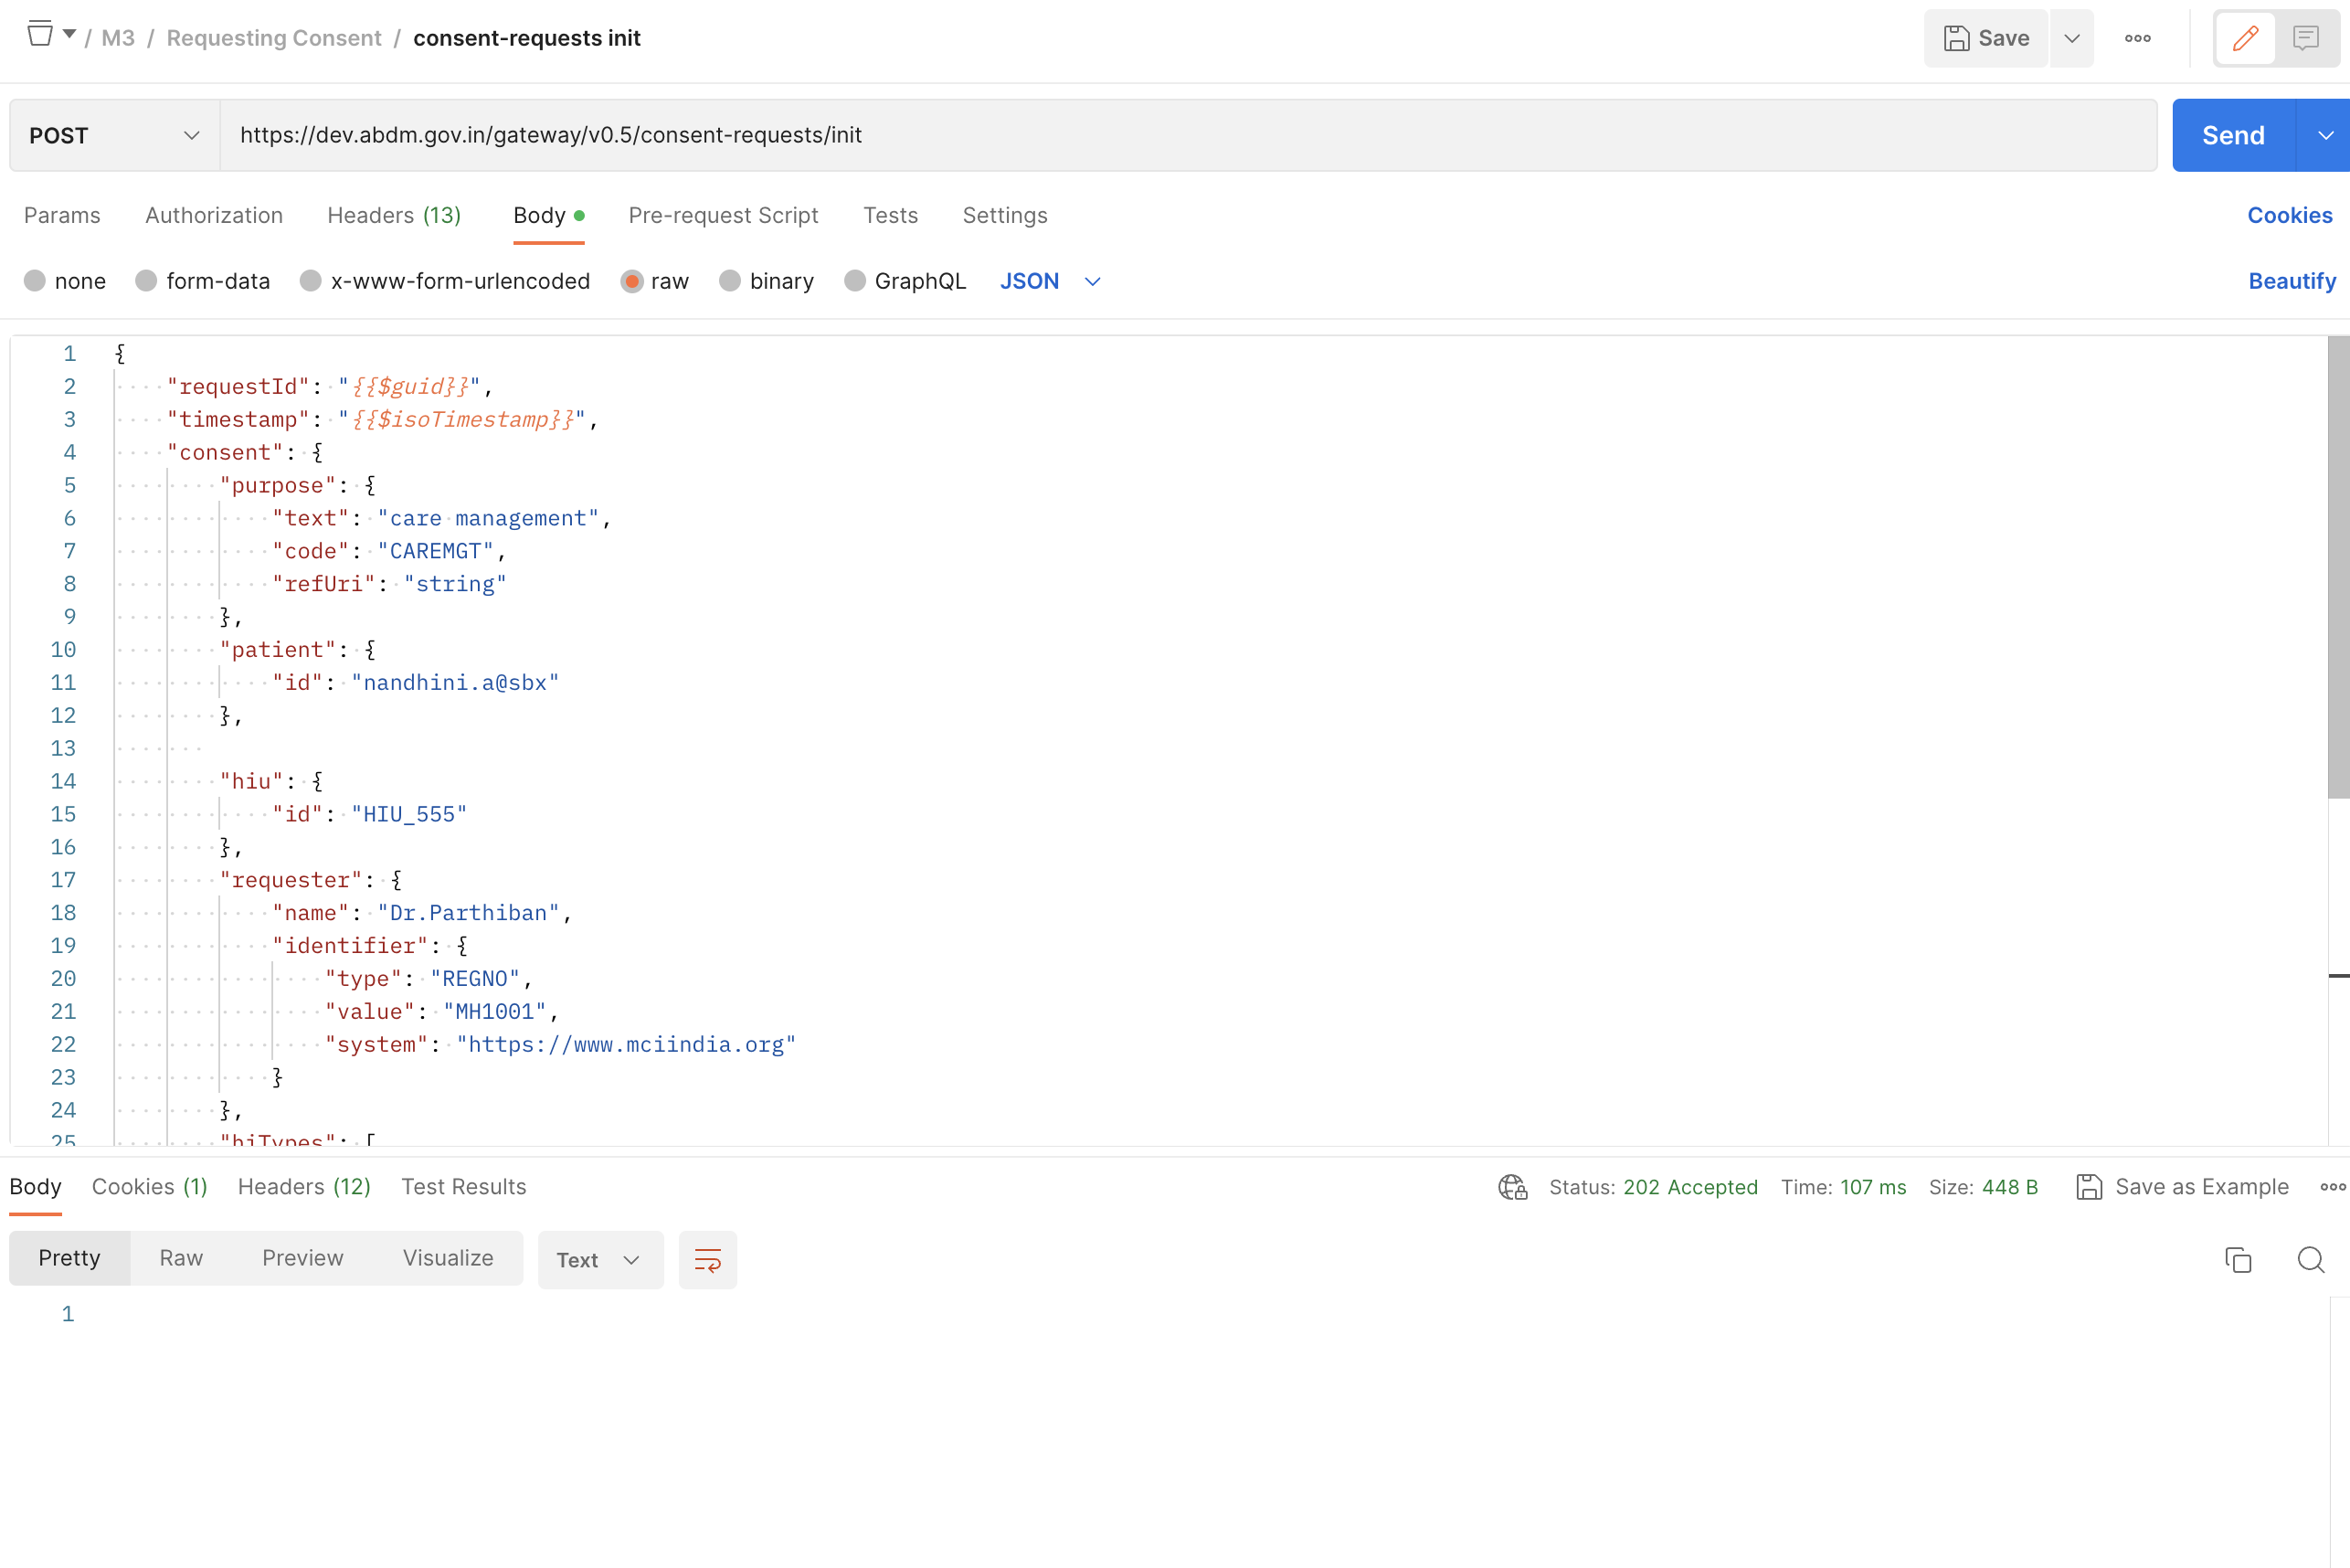 / M3 / Requesting Consent / consent-requests init
Save
POST
https://dev.abdm.gov.in/gateway/v0.5/consent-requests/init
Send
Params Authorization Headers (13) Body Pre-request Script Tests Settings Cookies
none form-data x-www-form-urlencoded raw binary GraphQL JSON Beautify
1 {
2 "requestId": "{{$guid}}",
3 "timestamp": "{{$isoTimestamp}}",
4 "consent": {
5 "purpose": {
6 "text": "care management",
7 "code": "CAREMGT",
8 "refUri": "string"
9 },
10 "patient": {
11 "id": "nandhini.a@sbx"
12 },
13
14 "hiu": {
15 "id": "HIU_555"
16 },
17 "requester": {
18 "name": "Dr.Parthiban",
19 "identifier": {
20 "type": "REGNO",
21 "value": "MH1001",
22 "system": "https://www.mciindia.org"
23 }
24 },
25 "hiTypes": [
Body Cookies (1) Headers (12) Test Results Status: 202 Accepted Time: 107 ms Size: 448 B Save as Example
Pretty Raw Preview Visualize Text
1